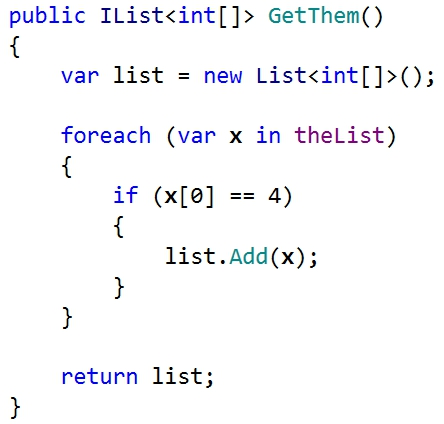 public IList<int[]> GetThem()
{
    var list = new List<int[]>();

    foreach (var x in theList)
    {
        if (x[0] == 4)
        {
            list.Add(x);
        }
    }

    return list;
}